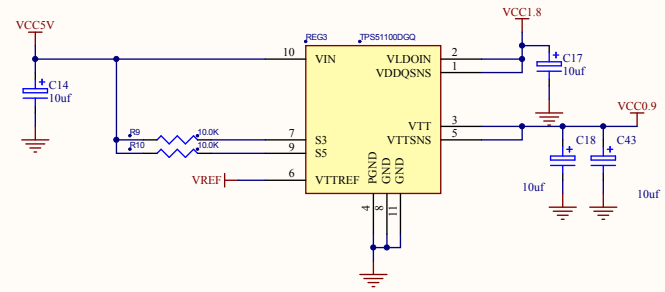 VCC5V
VCC1.8
REG3
TPS51100DGQ
10
VIN
VLDOIN
2
VDDQSNS
1
C14
10uf
C17
10uf
VCC0.9
VTT
3
VTTSNS
5
R9
10.0K
7
S3
R10
10.0K
9
S5
C18
C43
VREF
6
VTTREF
PGND
GND
GND
10uf
10uf
4
8
11